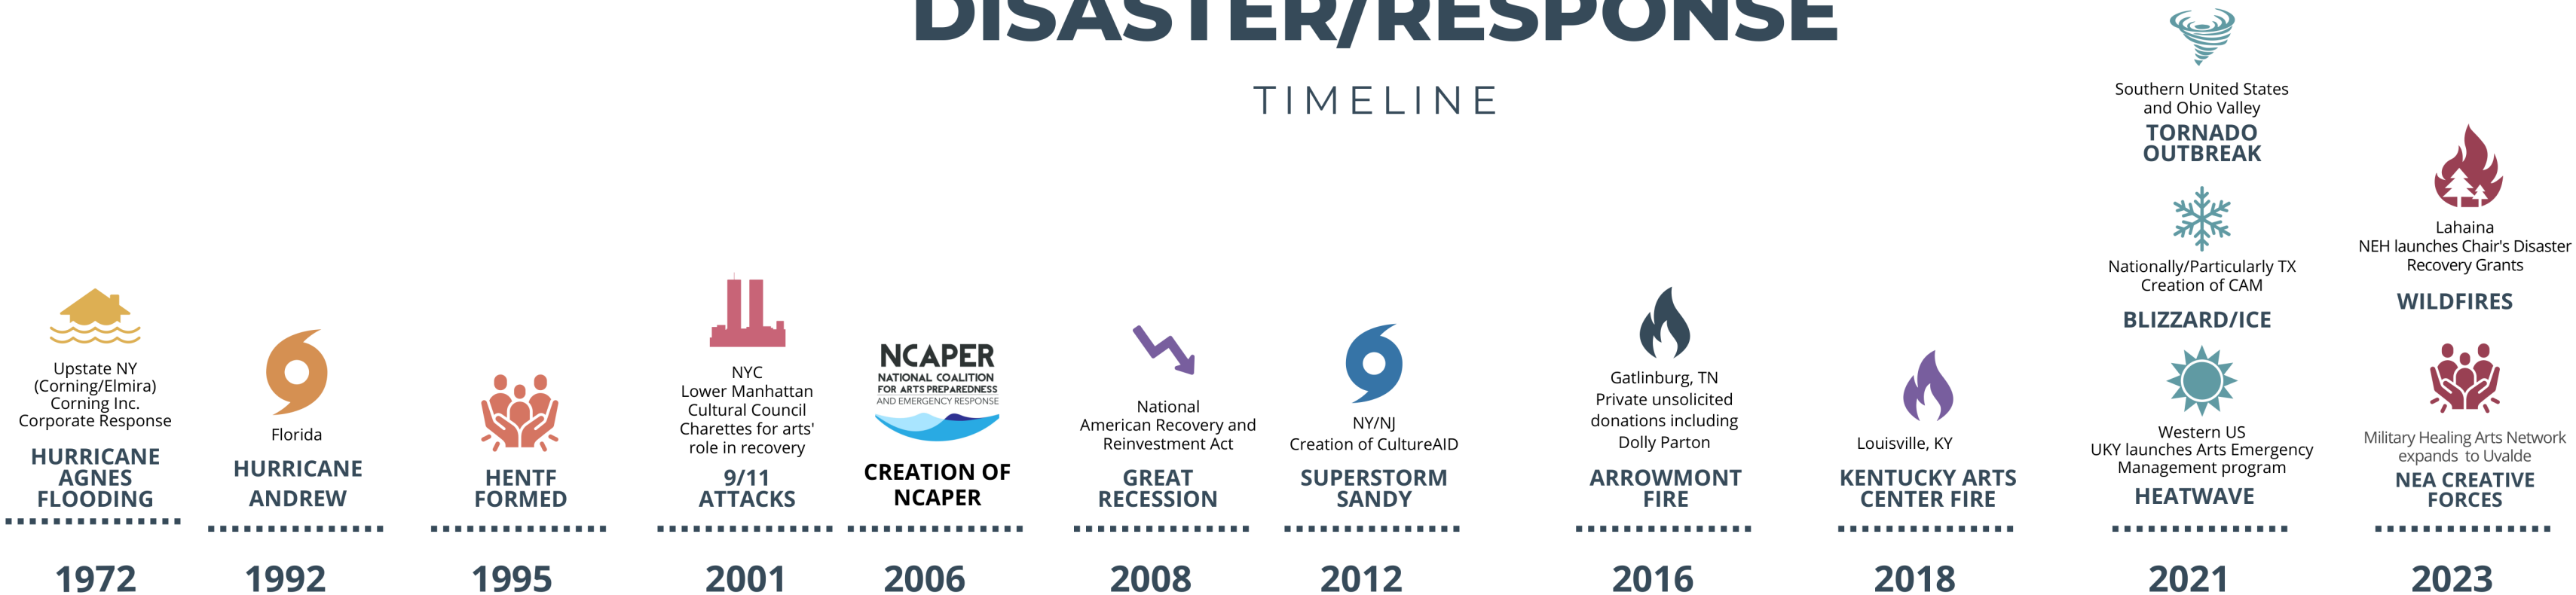 DISASTER/RESPONSE
TIMELINE
Upstate NY
(Corning/Elmira)
Corning Inc.
Corporate Response
HURRICANE
AGNES
FLOODING
1972
Florida
HURRICANE
ANDREW
1992
HENTF
FORMED
1995
NYC
Lower Manhattan
Cultural Council
Charettes for arts'
role in recovery
9/11
ATTACKS
2001
NCAPER
NATIONAL COALITION
FOR ARTS PREPAREDNESS
AND EMERGENCY RESPONSE
CREATION OF
NCAPER
2006
National
American Recovery and
Reinvestment Act
GREAT
RECESSION
2008
NY/NJ
Creation of CultureAID
SUPERSTORM
SANDY
2012
Gatlinburg, TN
Private unsolicited
donations including
Dolly Parton
ARROWMONT
FIRE
2016
Louisville, KY
KENTUCKY ARTS
CENTER FIRE
2018
Southern United States
and Ohio Valley
TORNADO
OUTBREAK
Nationally/Particularly TX
Creation of CAM
BLIZZARD/ICE
Western US
UKY launches Arts Emergency
Management program
HEATWAVE
2021
Lahaina
NEH launches Chair's Disaster
Recovery Grants
WILDFIRES
Military Healing Arts Network
expands to Uvalde
NEA CREATIVE
FORCES
2023